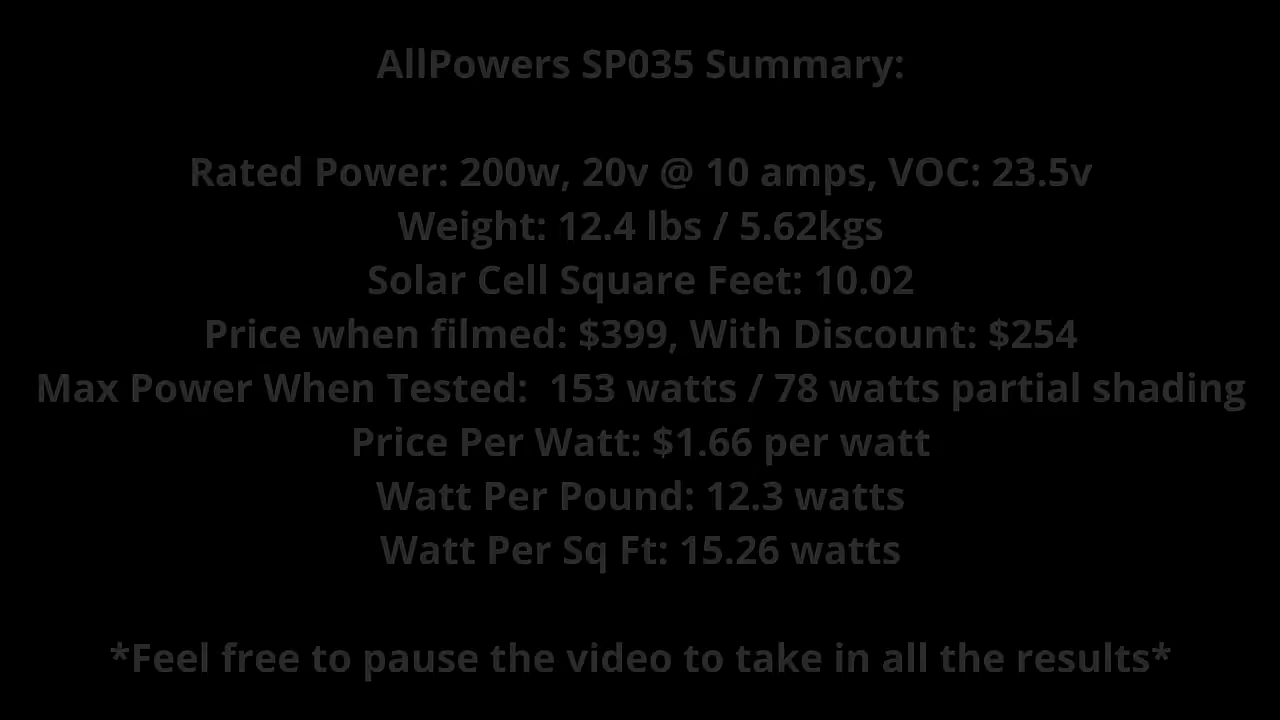 AllPowers SP035 Summary:
Rated Power: 200w, 20v @ 10 amps, VOC: 23.5v
Weight: 12.4 lbs / 5.62kgs
Solar Cell Square Feet: 10.02
Price when filmed: $399, With Discount: $254
Max Power When Tested:  153 watts / 78 watts partial shading
Price Per Watt: $1.66 per watt
Watt Per Pound: 12.3 watts
Watt Per Sq Ft: 15.26 watts
*Feel free to pause the video to take in all the results*